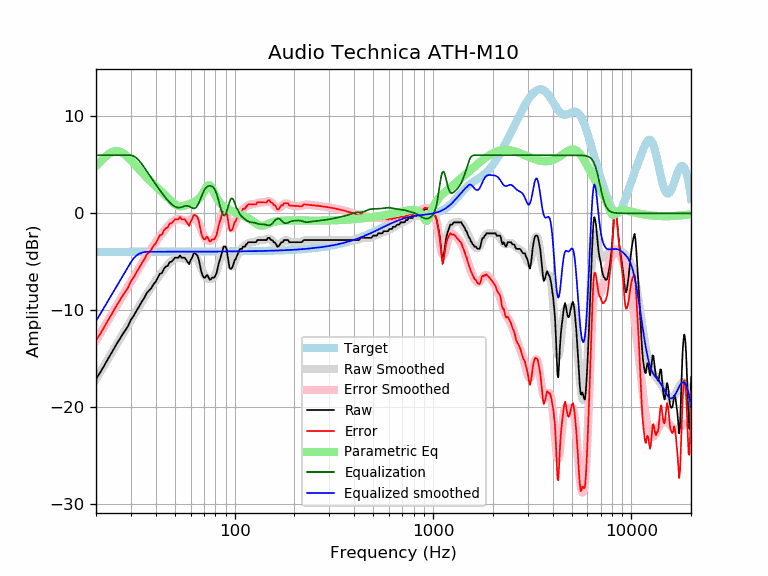 Audio Technica ATH-M10
Amplitude (dBr)
10
0
−10
−20
−30
Target
Raw Smoothed
Error Smoothed
Raw
Error
Parametric Eq
Equalization
Equalized smoothed
100
1000
10000
Frequency (Hz)